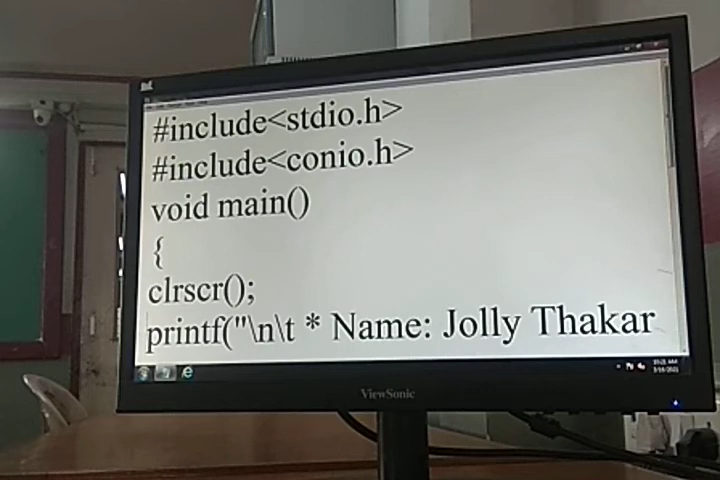 #include<stdio.h>
#include<conio.h>
void main()
{
clrscr();
printf("\n\t * Name: Jolly Thakar
ViewSonic